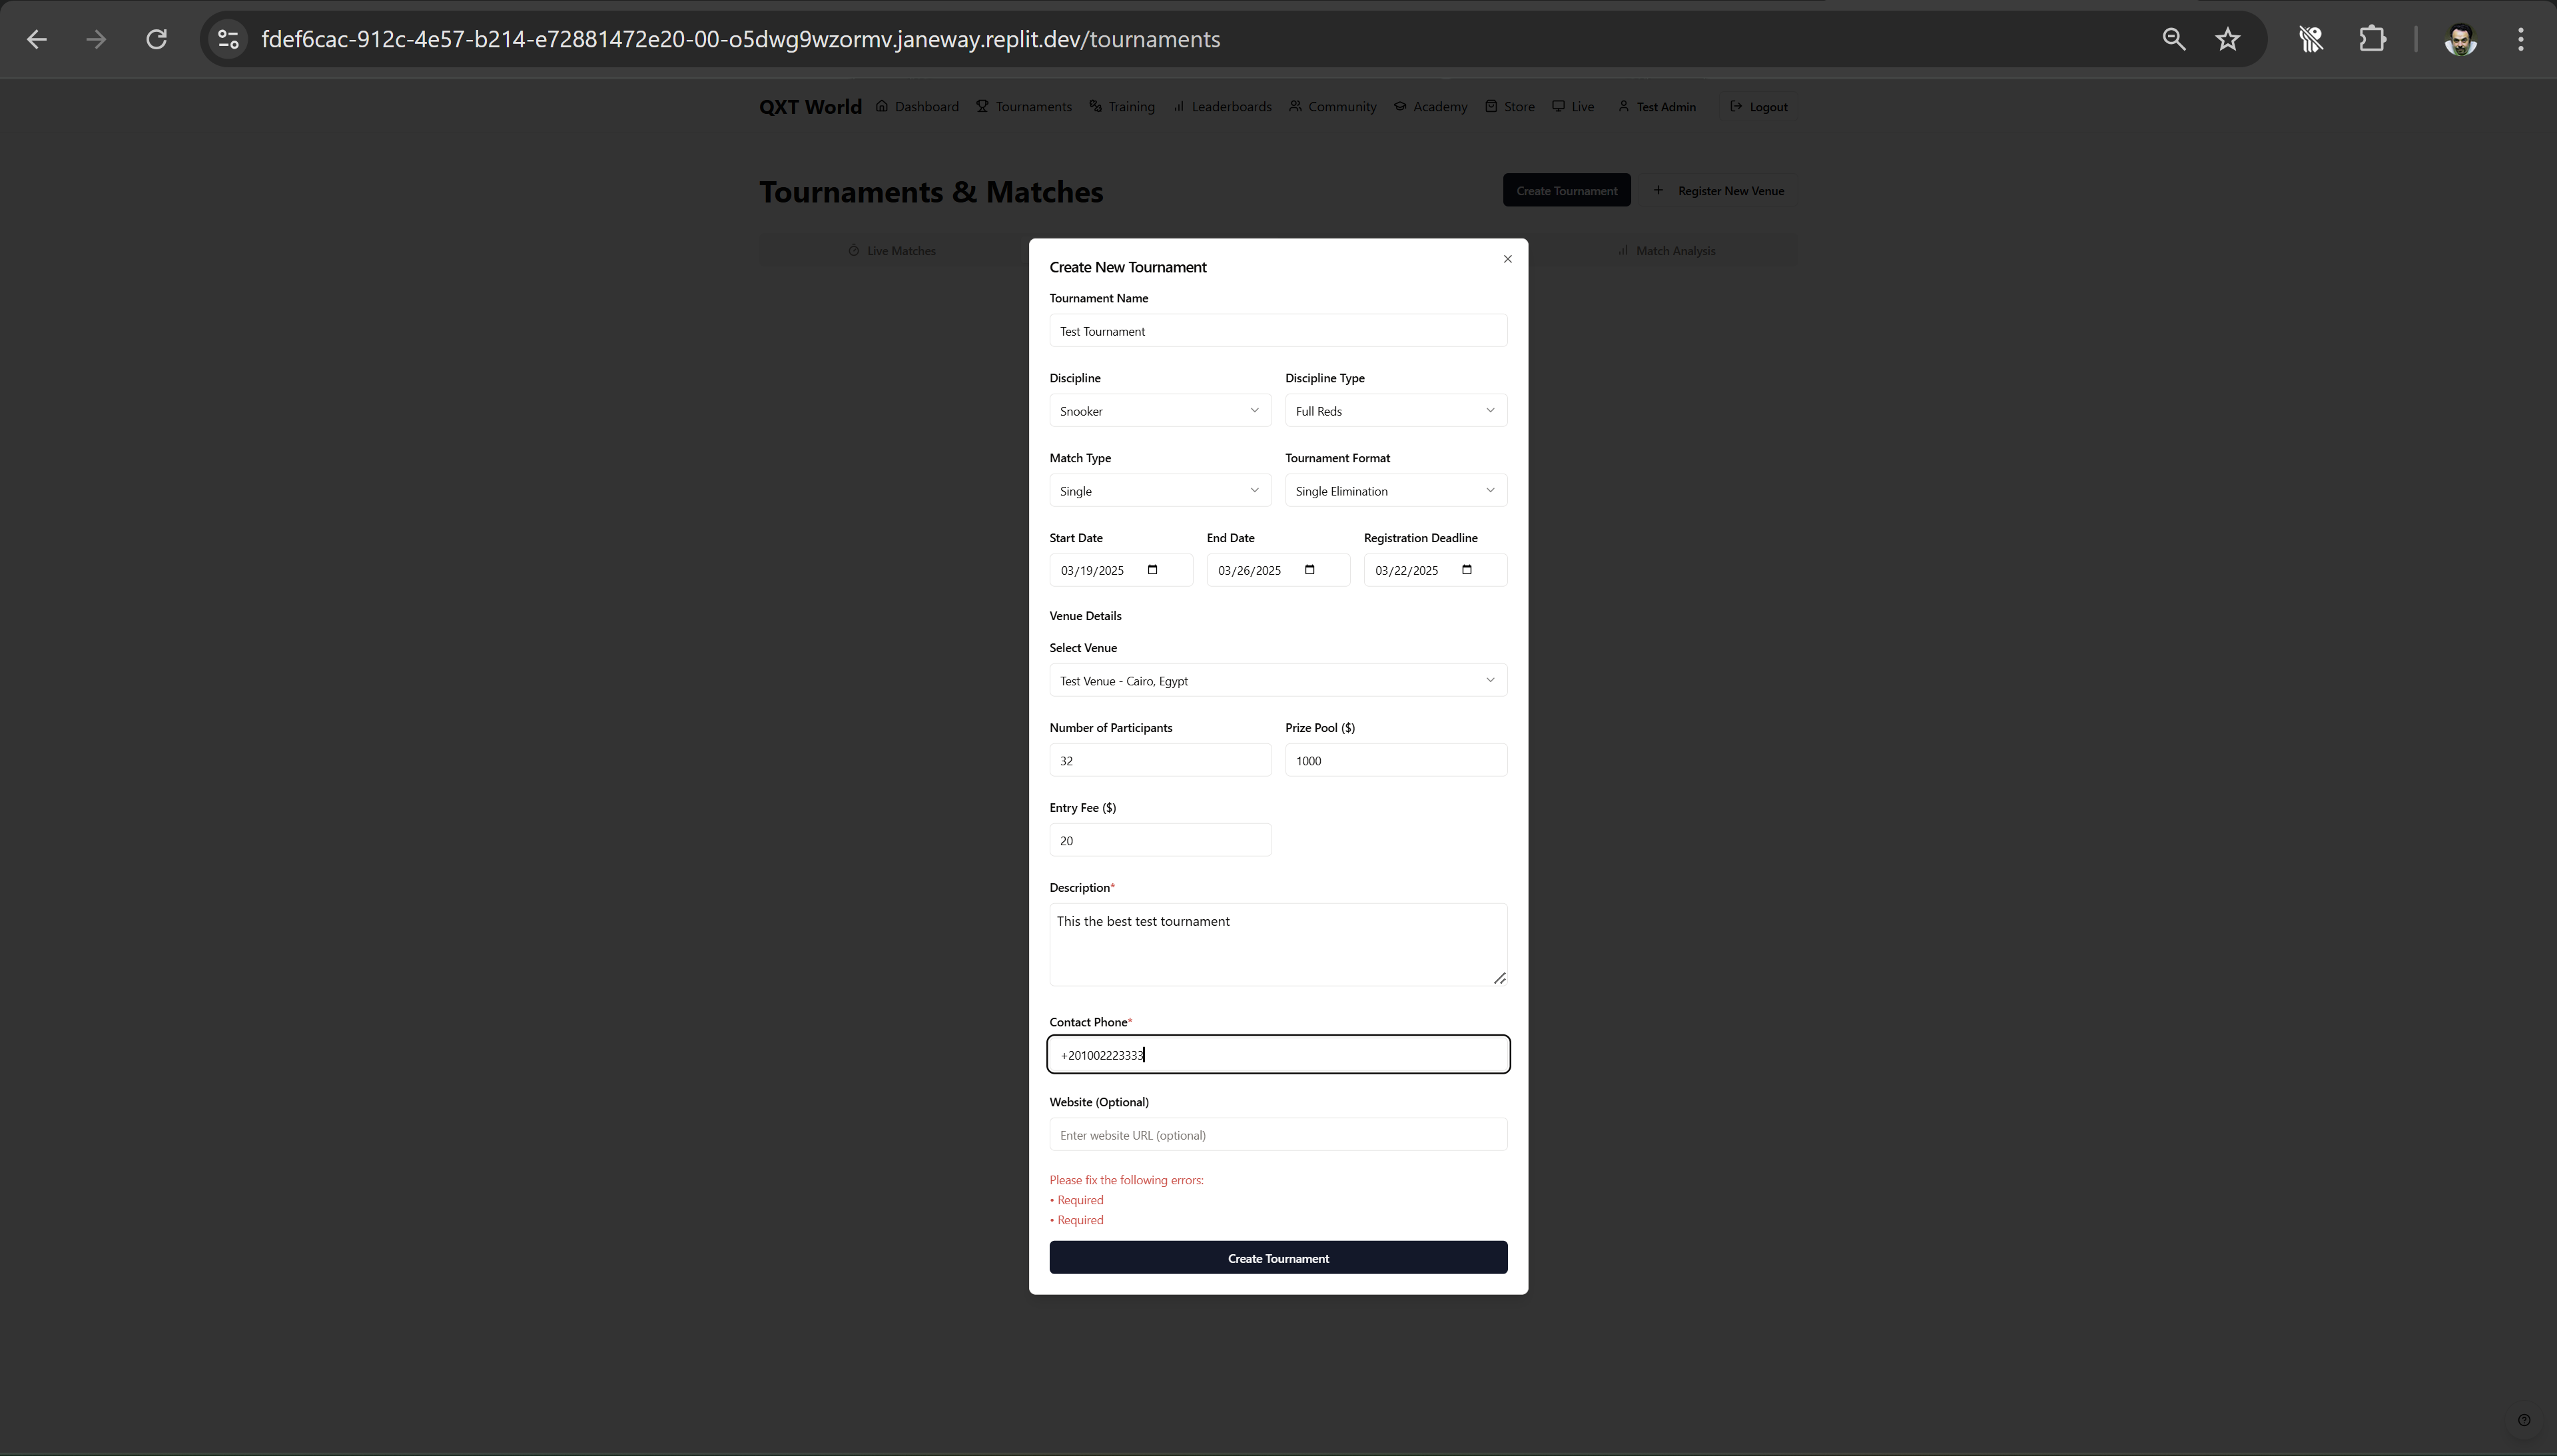 fdef6cac-912c-4e57-b214-e72881472e20-00-o5dwg9wzormv.janeway.replit.dev/tournaments
QXT World Dashboard Tournaments Training Leaderboards Community Academy Store Live Test Admin Logout
Tournaments & Matches Create Tournament + Register New Venue
Live Matches Match Analysis
Create New Tournament
Tournament Name
Test Tournament
Discipline Discipline Type
Snooker Full Reds
Match Type Tournament Format
Single Single Elimination
Start Date End Date Registration Deadline
03/19/2025 03/26/2025 03/22/2025
Venue Details
Select Venue
Test Venue - Cairo, Egypt
Number of Participants Prize Pool ($)
32 1000
Entry Fee ($)
20
Description*
This the best test tournament
Contact Phone*
+201002223333
Website (Optional)
Enter website URL (optional)
Please fix the following errors:
• Required
• Required
Create Tournament